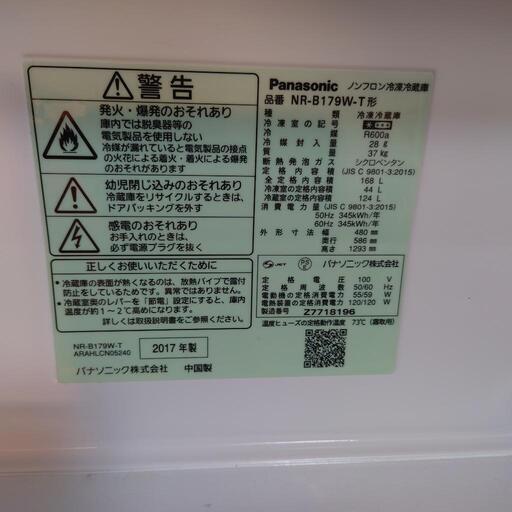 警告
発火・爆発のおそれあり
庫内では脱臭器等の
電気製品を使用しないこと
冷媒が漏れていると電気製品の接点
の火花による着火・着火による爆発
のおそれがあります
幼児閉じ込みのおそれあり
冷蔵庫をリサイクルするときは、
ドアパッキングを外す
感電のおそれあり
お手入れのときは、
必ず電源プラグを抜く
正しくお使いいただくために
•冷蔵庫の表面が熱くなるのは、放熱パイプで露付
防止をしているためです。異常ではありません。
•冷蔵室奥のレバーを「節電」設定にすると、庫内
温度が約1～2℃高めになります。
詳しくは取扱説明書をご覧ください。
NR-B179W-T
ARAHLCN05240
2017年製
パナソニック株式会社 中国製
Panasonic ノンフロン冷凍冷蔵庫
品番 NR-B179W-T形
種類 冷凍冷蔵庫
冷凍室の記号
冷媒 R600a
冷媒封入量 28g
質量 37kg
断熱発泡ガス シクロペンタン
定格内容積 (JIS C 9801-3:2015)
全定格内容積 168 L
冷凍室の定格内容積 44 L
冷蔵室の定格内容積 124 L
消費電力量 (JIS C 9801-3:2015)
50Hz 345kWh/年
60Hz 345kWh/年
外形寸法 幅 480 mm
奥行 586 mm
高さ 1293 mm
JET PSE パナソニック株式会社
定格電圧 100 V
定格周波数 50/60 Hz
電動機の定格消費電力 55/59 W
電熱装置の定格消費電力 120/120 W
製造番号 Z7718196
温度ヒューズの定格動作温度 73℃ (霜取用)